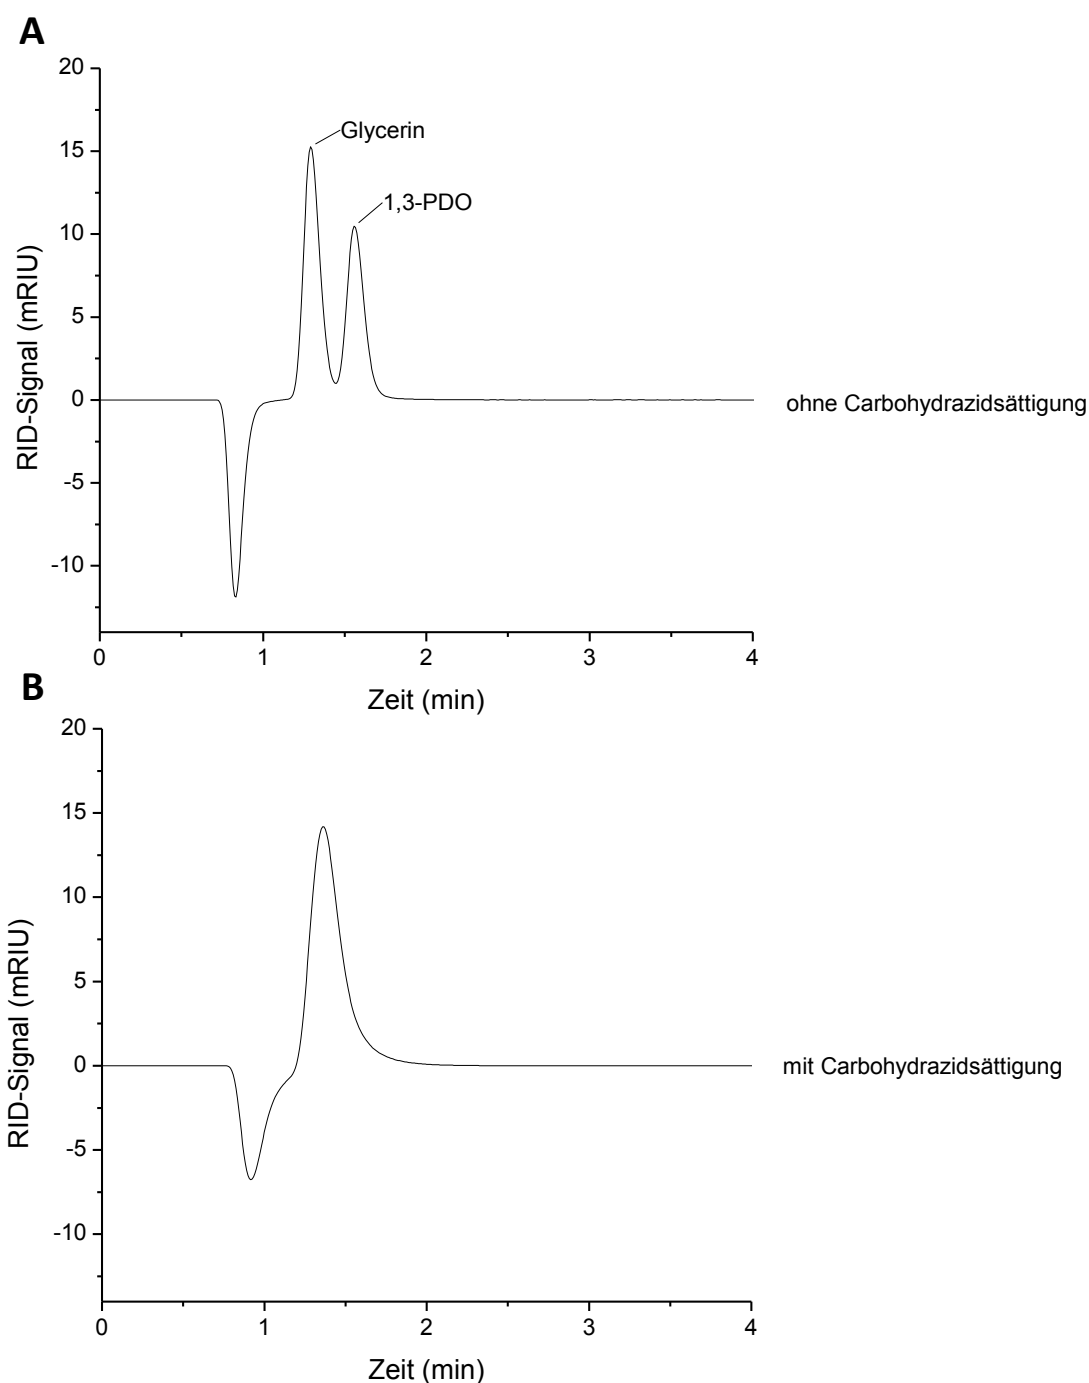 A
20
15
10
5
0
-5
-10
RID-Signal (mRIU)
Glycerin
1,3-PDO
ohne Carbohydrazidsättigung
0 1 2 3 4
Zeit (min)
B
20
15
10
5
0
-5
-10
RID-Signal (mRIU)
mit Carbohydrazidsättigung
0 1 2 3 4
Zeit (min)